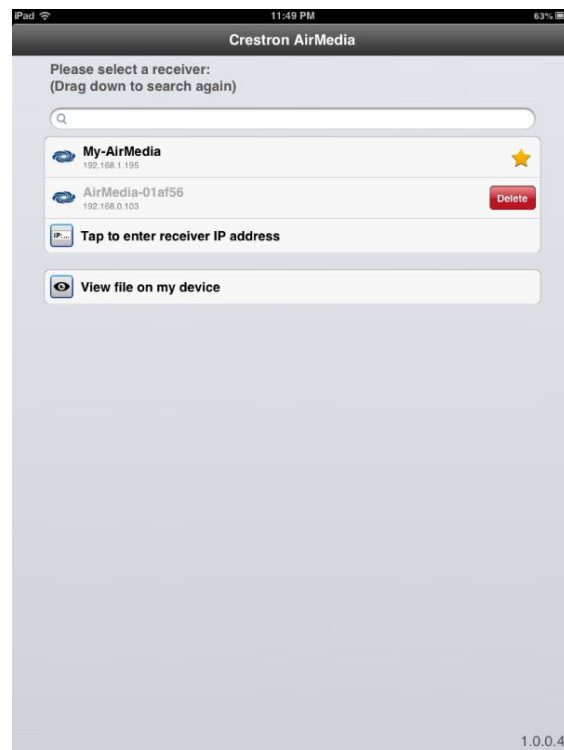 iPad 11:49 PM 63%
Crestron AirMedia
Please select a receiver:
(Drag down to search again)
My-AirMedia
192.168.1.195
AirMedia-01af56
192.168.0.103
Delete
IP:...
Tap to enter receiver IP address
View file on my device
1.0.0.4